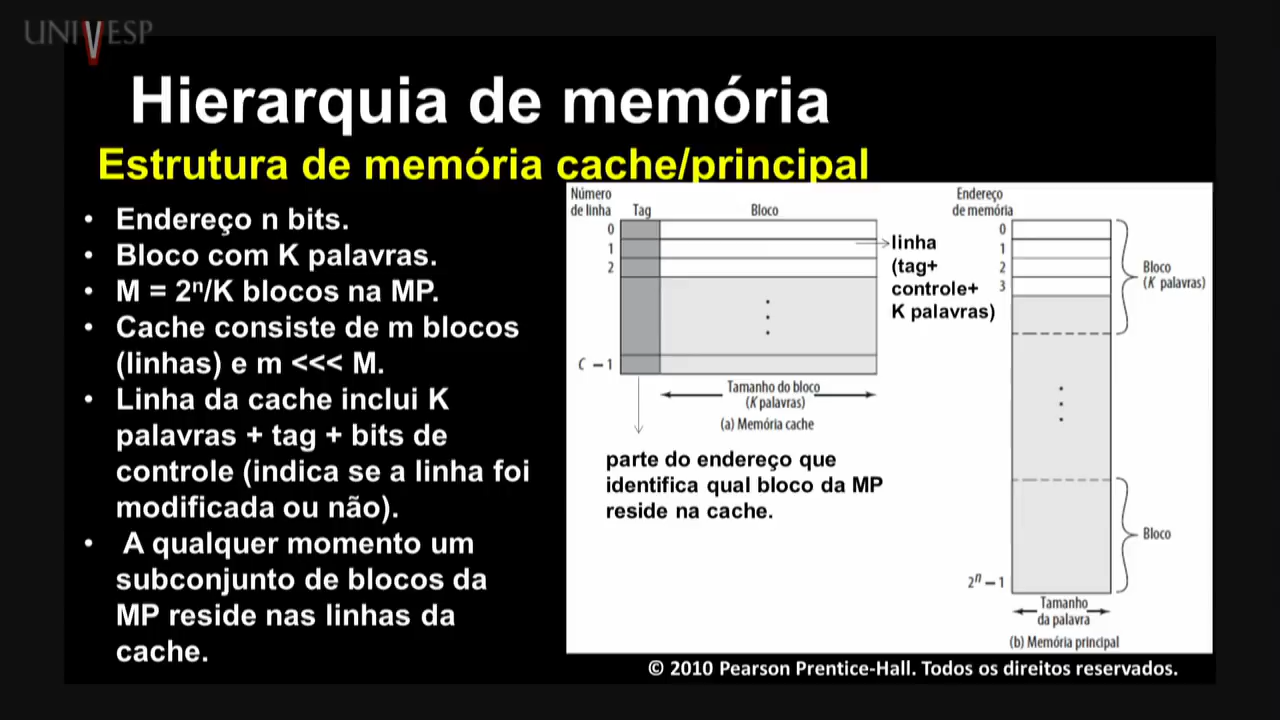 UNIVESP
Hierarquia de memória
Estrutura de memória cache/principal
• Endereço n bits.
• Bloco com K palavras.
• M = 2ⁿ/K blocos na MP.
• Cache consiste de m blocos
(linhas) e m <<< M.
• Linha da cache inclui K
palavras + tag + bits de
controle (indica se a linha foi
modificada ou não).
• A qualquer momento um
subconjunto de blocos da
MP reside nas linhas da
cache.
Número
de linha
Tag
Bloco
0
1
2
C – 1
linha
(tag+
controle+
K palavras)
Tamanho do bloco
(K palavras)
(a) Memória cache
parte do endereço que
identifica qual bloco da MP
reside na cache.
Endereço
de memória
0
1
2
3
Bloco
(K palavras)
Bloco
2ⁿ – 1
Tamanho
da palavra
(b) Memória principal
© 2010 Pearson Prentice-Hall. Todos os direitos reservados.